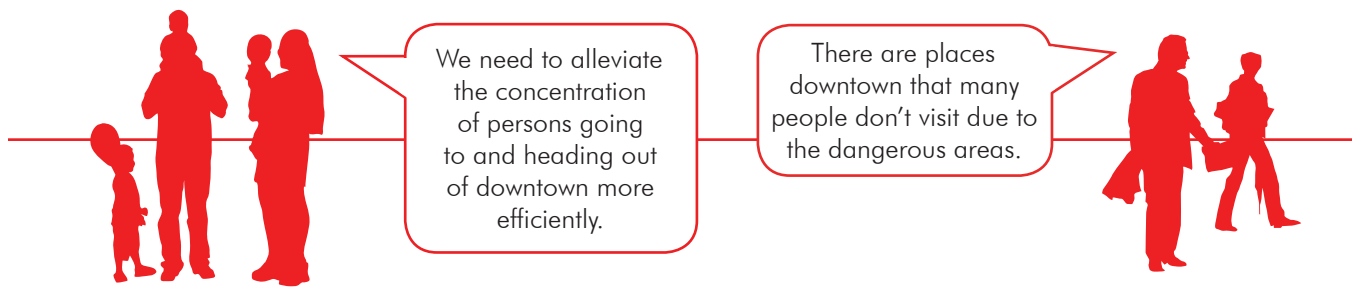 We need to alleviate
the concentration
of persons going
to and heading out
of downtown more
efficiently.
There are places
downtown that many
people don’t visit due to
the dangerous areas.